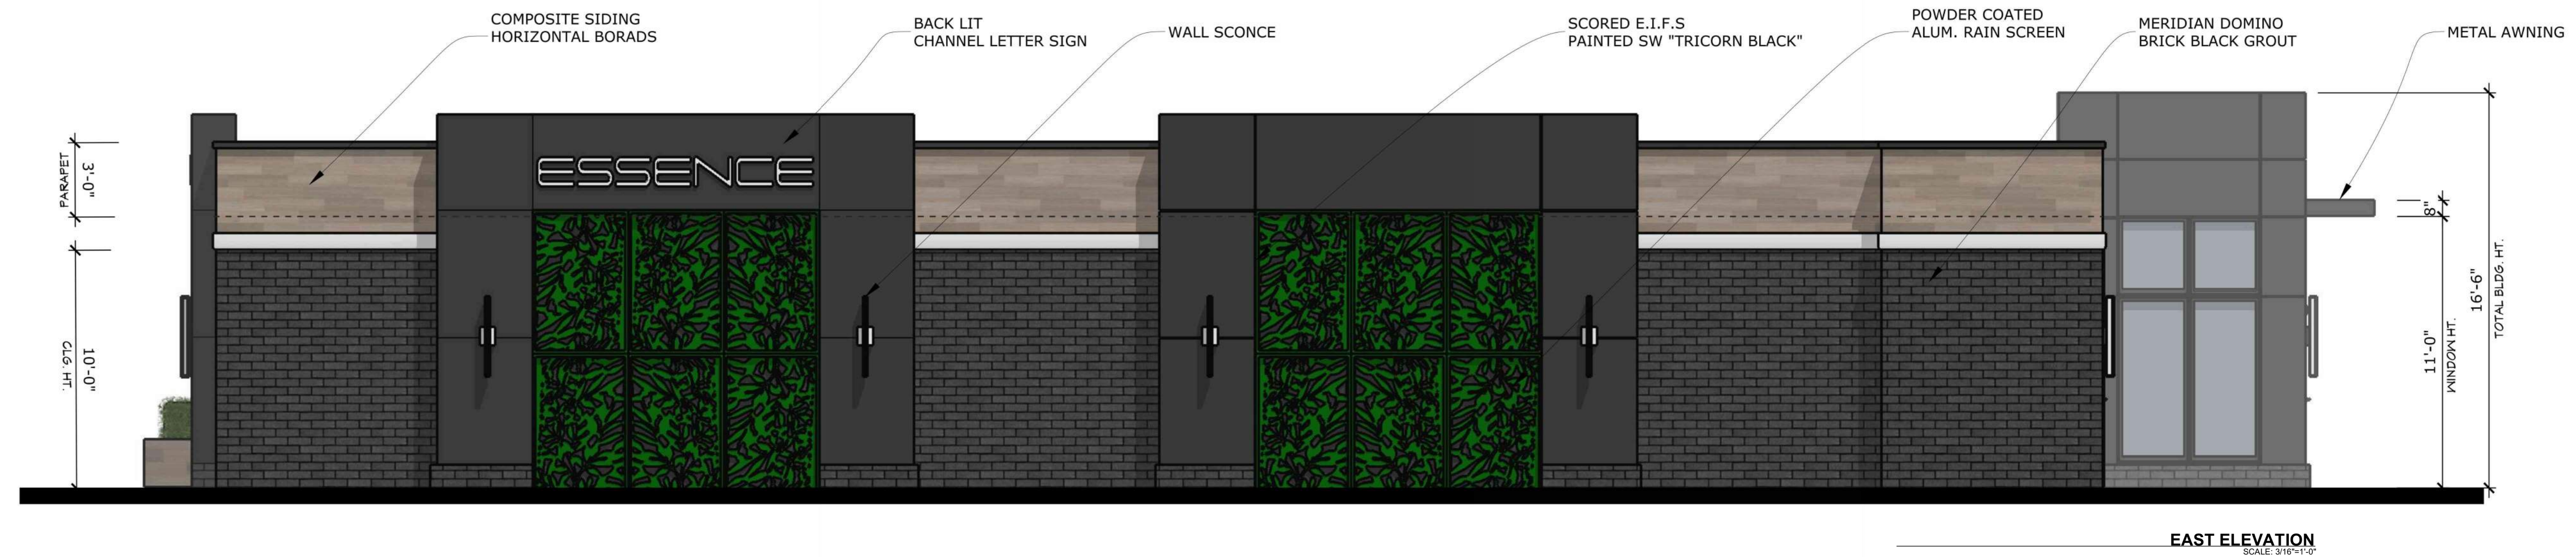 COMPOSITE SIDING
HORIZONTAL BORADS
BACK LIT
CHANNEL LETTER SIGN
WALL SCONCE
SCORED E.I.F.S
PAINTED SW "TRICORN BLACK"
POWDER COATED
ALUM. RAIN SCREEN
MERIDIAN DOMINO
BRICK BLACK GROUT
METAL AWNING
PARAPET
3'-0"
ESSENCE
8"
CLG. HT.
10'-0"
11'-0"
WINDOW HT.
16'-6"
TOTAL BLDG. HT.
EAST ELEVATION
SCALE: 3/16"=1'-0"